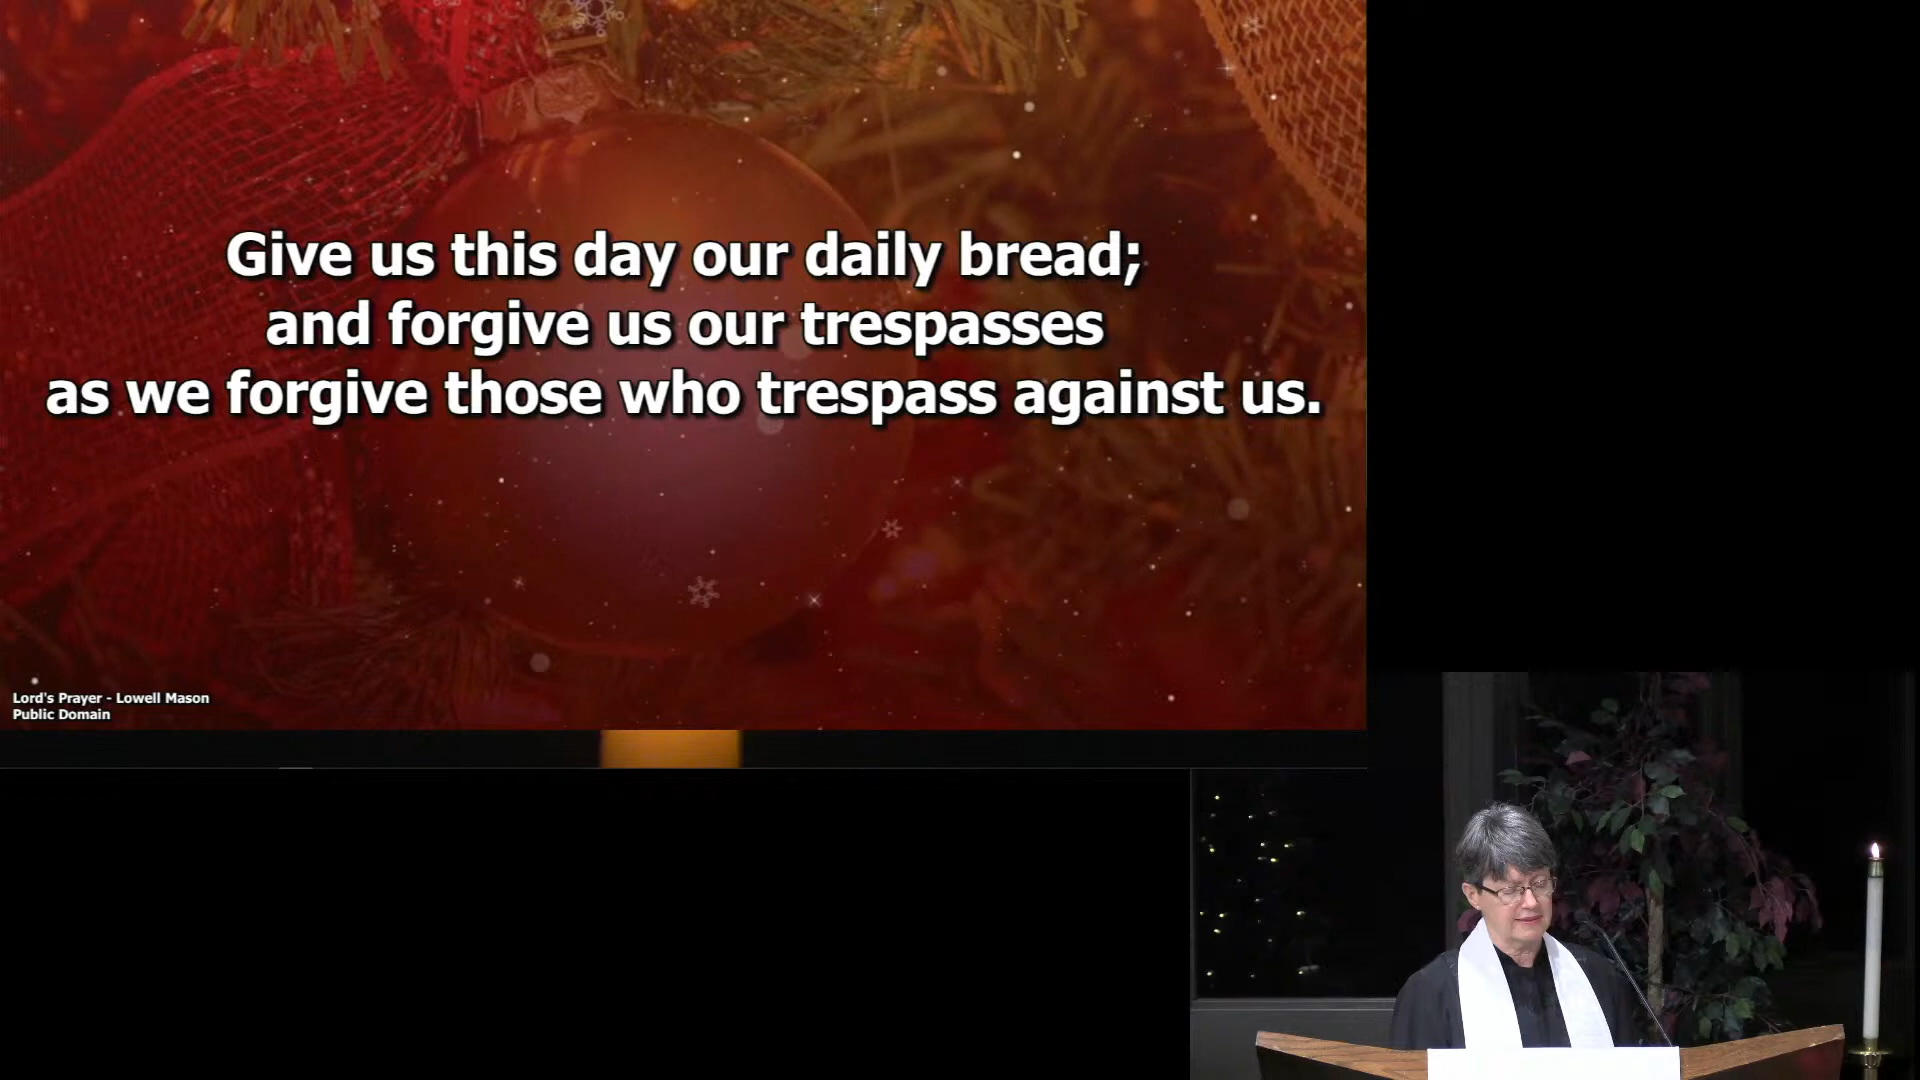 Give us this day our daily bread;
and forgive us our trespasses
as we forgive those who trespass against us.
Lord's Prayer - Lowell Mason
Public Domain